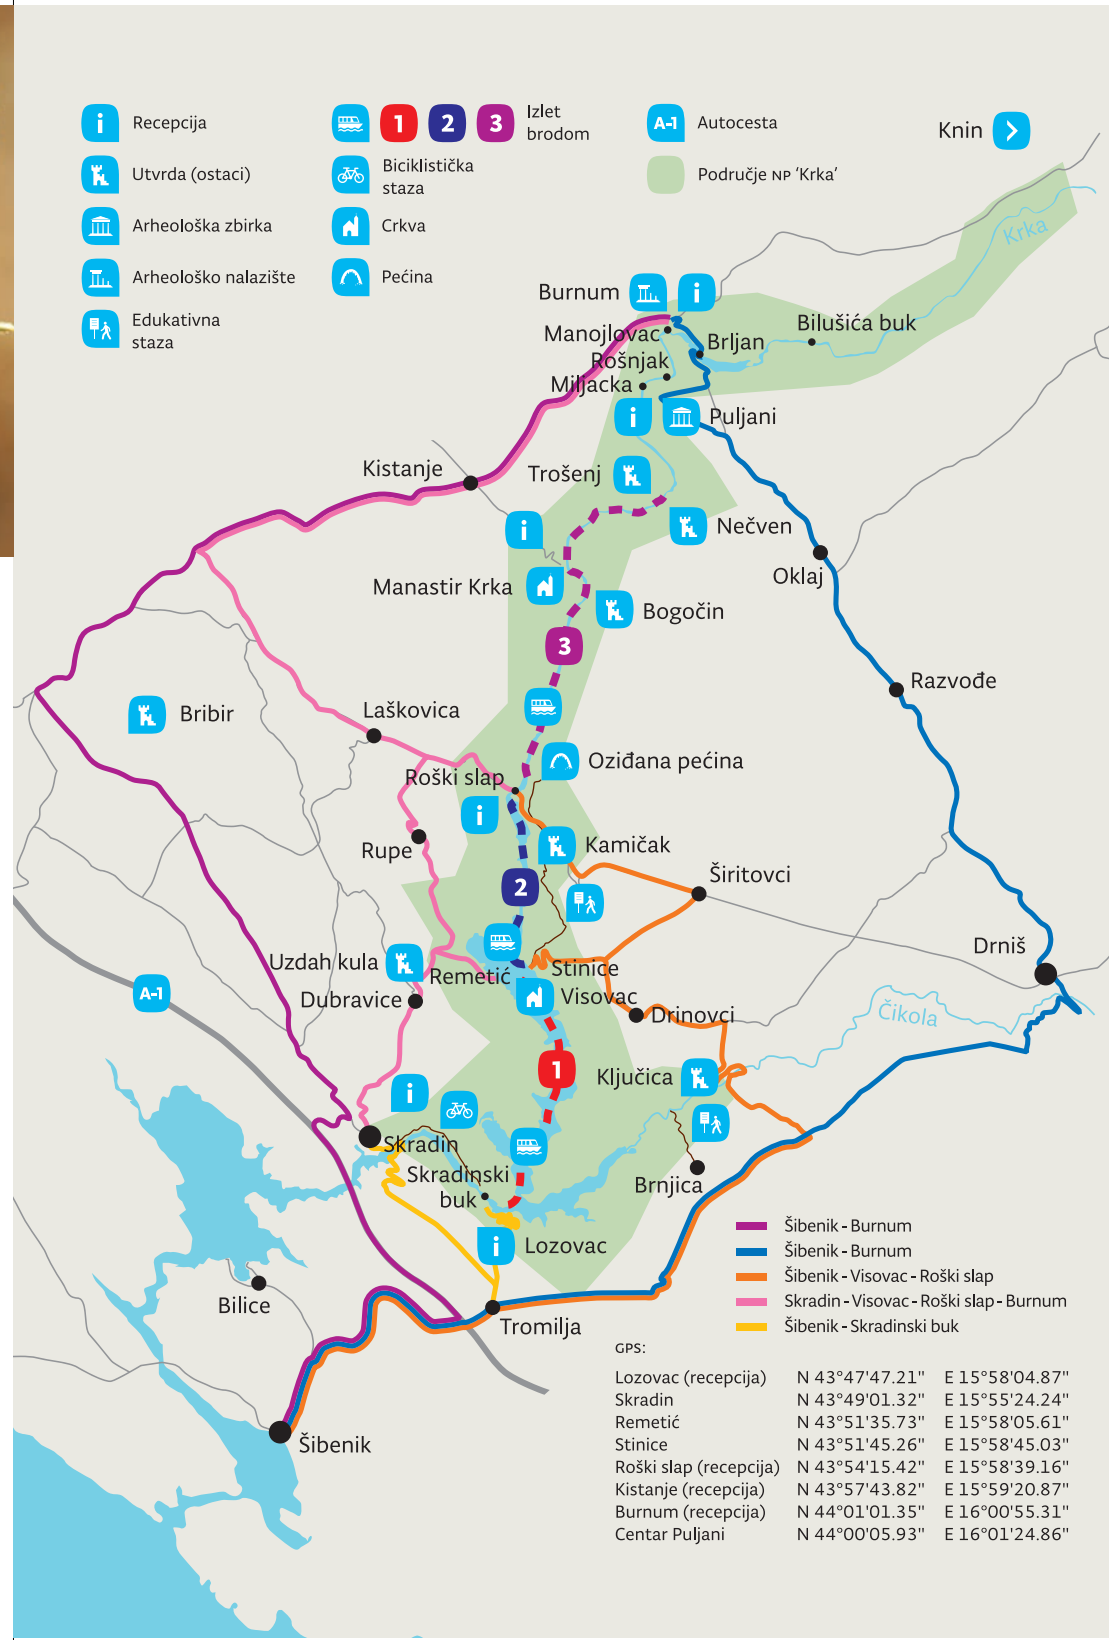 i Recepcija
Utvrda (ostaci)
Arheološka zbirka
Arheološko nalazište
Edukativna
staza
1 2 3 Izlet
brodom
Biciklistička
staza
Crkva
Pećina
A-1 Autocesta
Područje NP 'Krka'
Knin
Krka
Burnum i
Manojlovac
Brljan
Bilušića buk
Rošnjak
Miljacka
i
Puljani
Kistanje
Trošenj
i
Nečven
Oklaj
Manastir Krka
Bogočin
3
Razvođe
Bribir
Laškovica
Oziđana pećina
Roški slap
i
Rupe
Kamičak
Širitovci
2
Drniš
Uzdah kula
Remetić
Stinice
A-1
Dubravice
Visovac
Drinovci
Čikola
1
Ključica
i
Skradin
Skradinski
buk
Brnjica
i
Lozovac
Bilice
Tromilja
Šibenik
Šibenik - Burnum
Šibenik - Burnum
Šibenik - Visovac - Roški slap
Skradin - Visovac - Roški slap - Burnum
Šibenik - Skradinski buk
GPS:
Lozovac (recepcija) N 43°47'47.21" E 15°58'04.87"
Skradin N 43°49'01.32" E 15°55'24.24"
Remetić N 43°51'35.73" E 15°58'05.61"
Stinice N 43°51'45.26" E 15°58'45.03"
Roški slap (recepcija) N 43°54'15.42" E 15°58'39.16"
Kistanje (recepcija) N 43°57'43.82" E 15°59'20.87"
Burnum (recepcija) N 44°01'01.35" E 16°00'55.31"
Centar Puljani N 44°00'05.93" E 16°01'24.86"